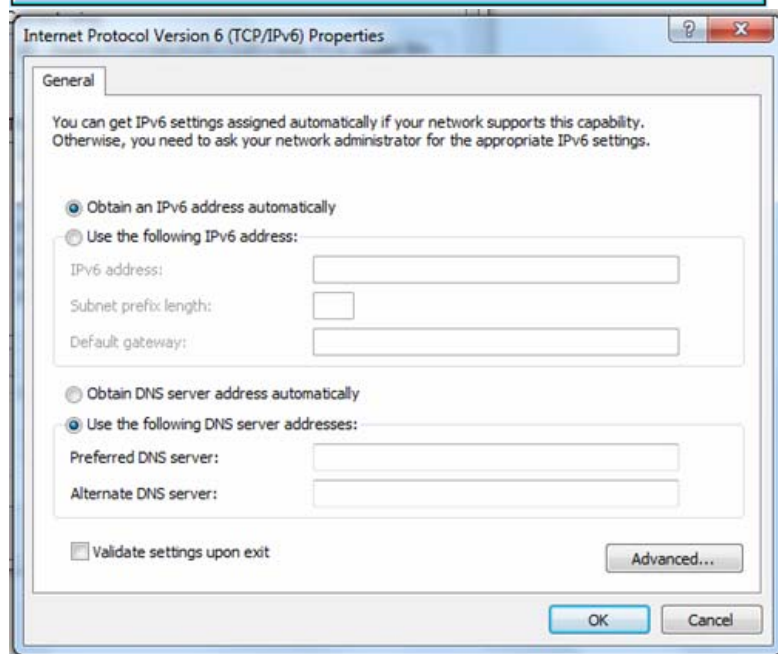 Internet Protocol Version 6 (TCP/IPv6) Properties
General
You can get IPv6 settings assigned automatically if your network supports this capability.
Otherwise, you need to ask your network administrator for the appropriate IPv6 settings.
Obtain an IPv6 address automatically
Use the following IPv6 address:
IPv6 address:
Subnet prefix length:
Default gateway:
Obtain DNS server address automatically
Use the following DNS server addresses:
Preferred DNS server:
Alternate DNS server:
Validate settings upon exit
Advanced...
OK
Cancel